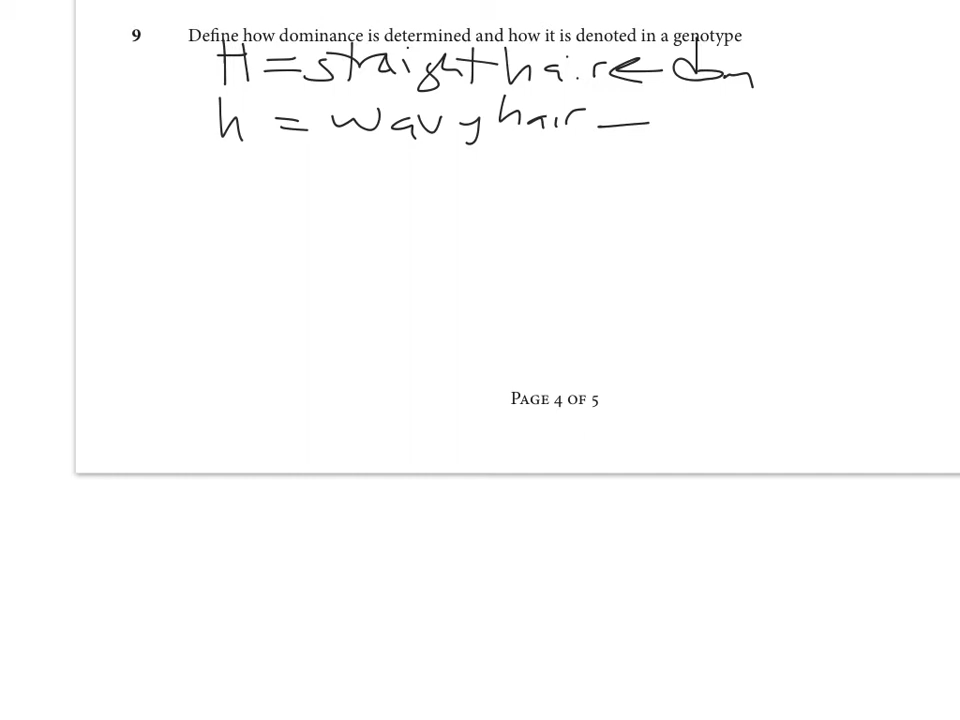 9 Define how dominance is determined and how it is denoted in a genotype
H = straight hair ← dom
h = wavy hair —
PAGE 4 OF 5